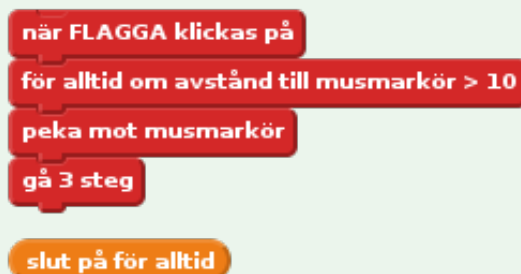 när FLAGGA klickas på
för alltid om avstånd till musmarkör > 10
peka mot musmarkör
gå 3 steg
slut på för alltid